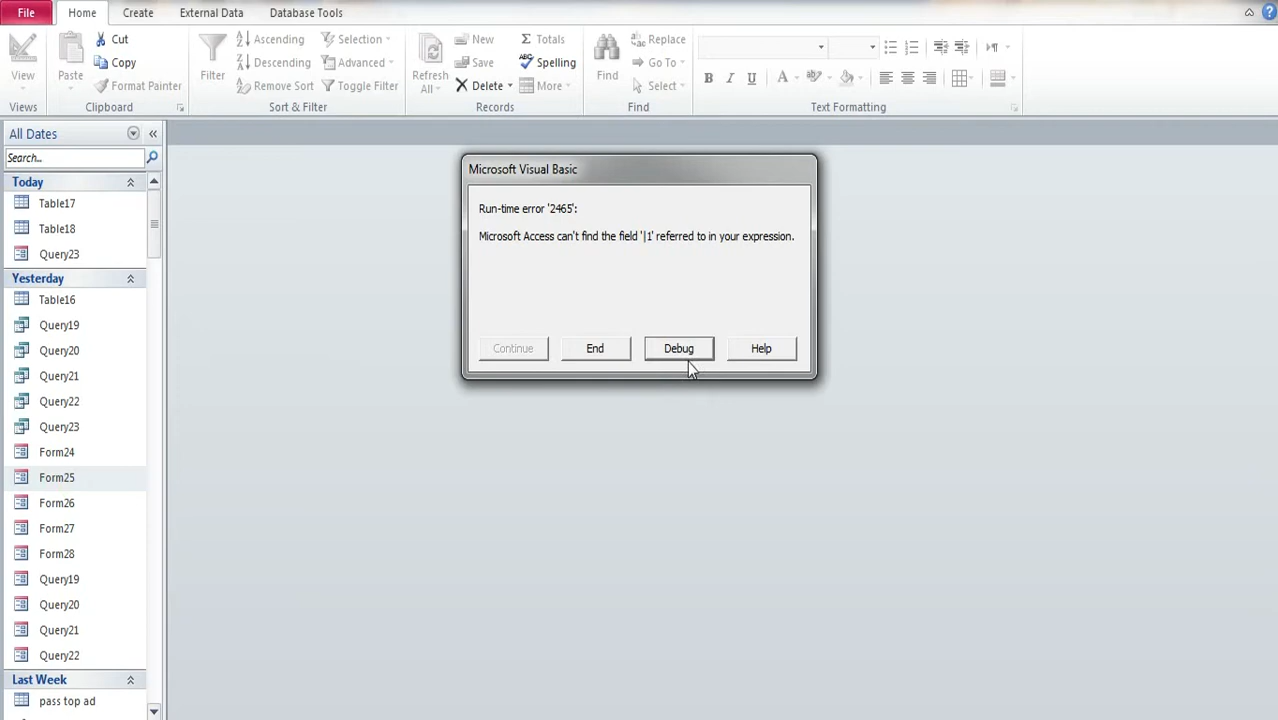 File Home Create External Data Database Tools
View
Views
Paste
Cut
Copy
Format Painter
Clipboard
Filter
Ascending
Descending
Remove Sort
Selection
Advanced
Toggle Filter
Sort & Filter
Refresh
All
New
Save
Delete
Totals
Spelling
More
Records
Find
Replace
Go To
Select
Find
B I U A ab
Text Formatting
All Dates
Search...
Today
Table17
Table18
Query23
Yesterday
Table16
Query19
Query20
Query21
Query22
Query23
Form24
Form25
Form26
Form27
Form28
Query19
Query20
Query21
Query22
Last Week
pass top ad
Microsoft Visual Basic
Run-time error '2465':
Microsoft Access can't find the field '|1' referred to in your expression.
Continue End Debug Help